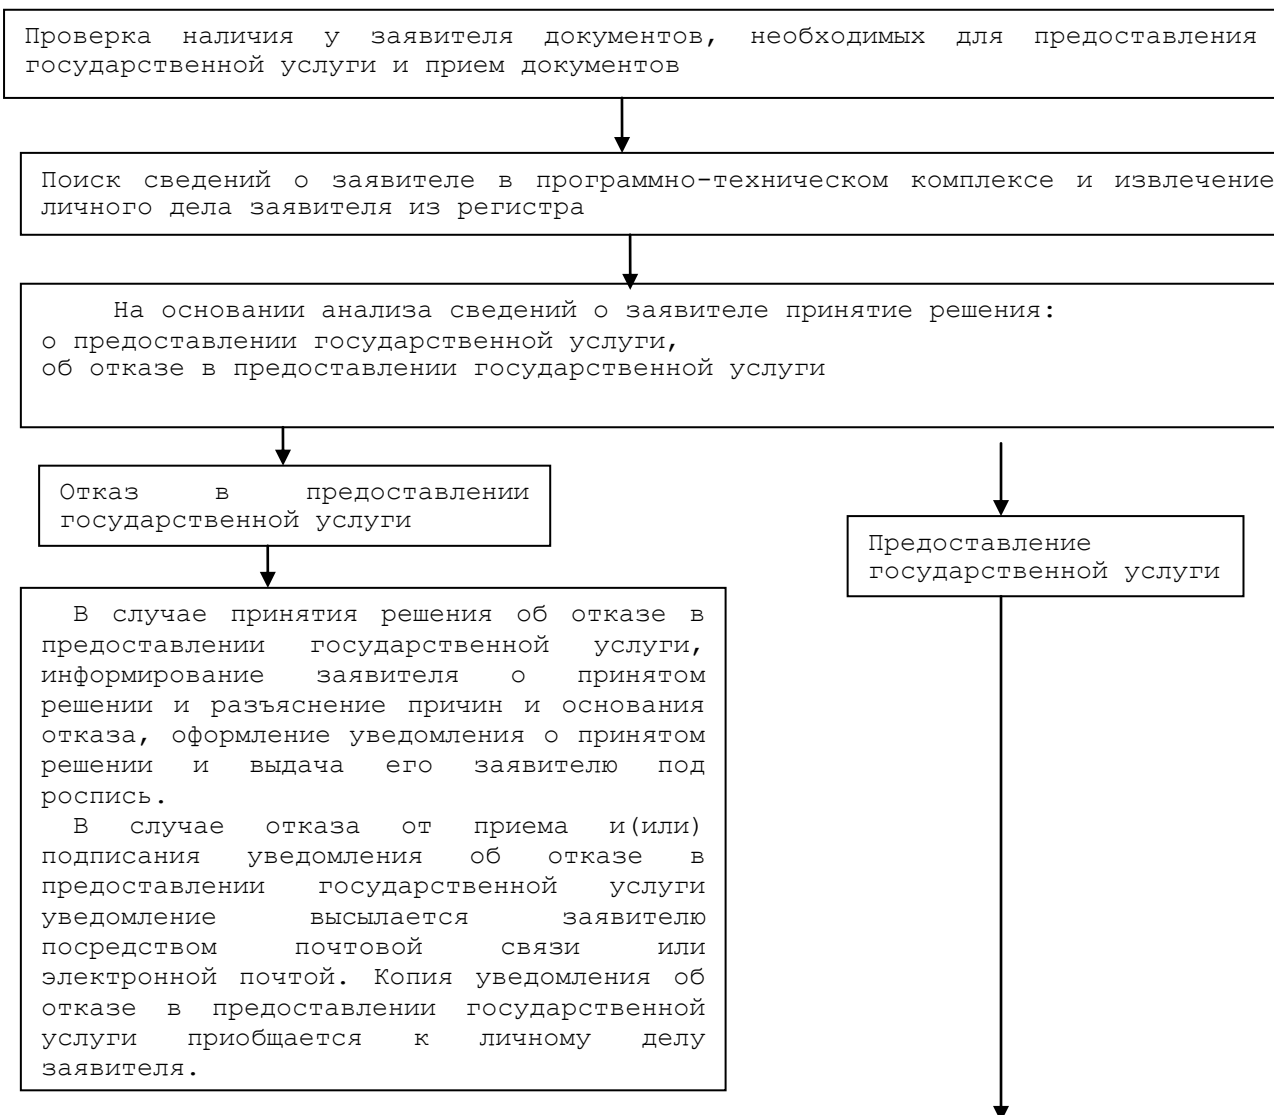 Проверка наличия у заявителя документов, необходимых для предоставления
государственной услуги и прием документов
Поиск сведений о заявителе в программно-техническом комплексе и извлечение
личного дела заявителя из регистра
На основании анализа сведений о заявителе принятие решения:
о предоставлении государственной услуги,
об отказе в предоставлении государственной услуги
Отказ в предоставлении
государственной услуги
Предоставление
государственной услуги
В случае принятия решения об отказе в
предоставлении государственной услуги,
информирование заявителя о принятом
решении и разъяснение причин и основания
отказа, оформление уведомления о принятом
решении и выдача его заявителю под
роспись.
В случае отказа от приема и(или)
подписания уведомления об отказе в
предоставлении государственной услуги
уведомление высылается заявителю
посредством почтовой связи или
электронной почтой. Копия уведомления об
отказе в предоставлении государственной
услуги приобщается к личному делу
заявителя.